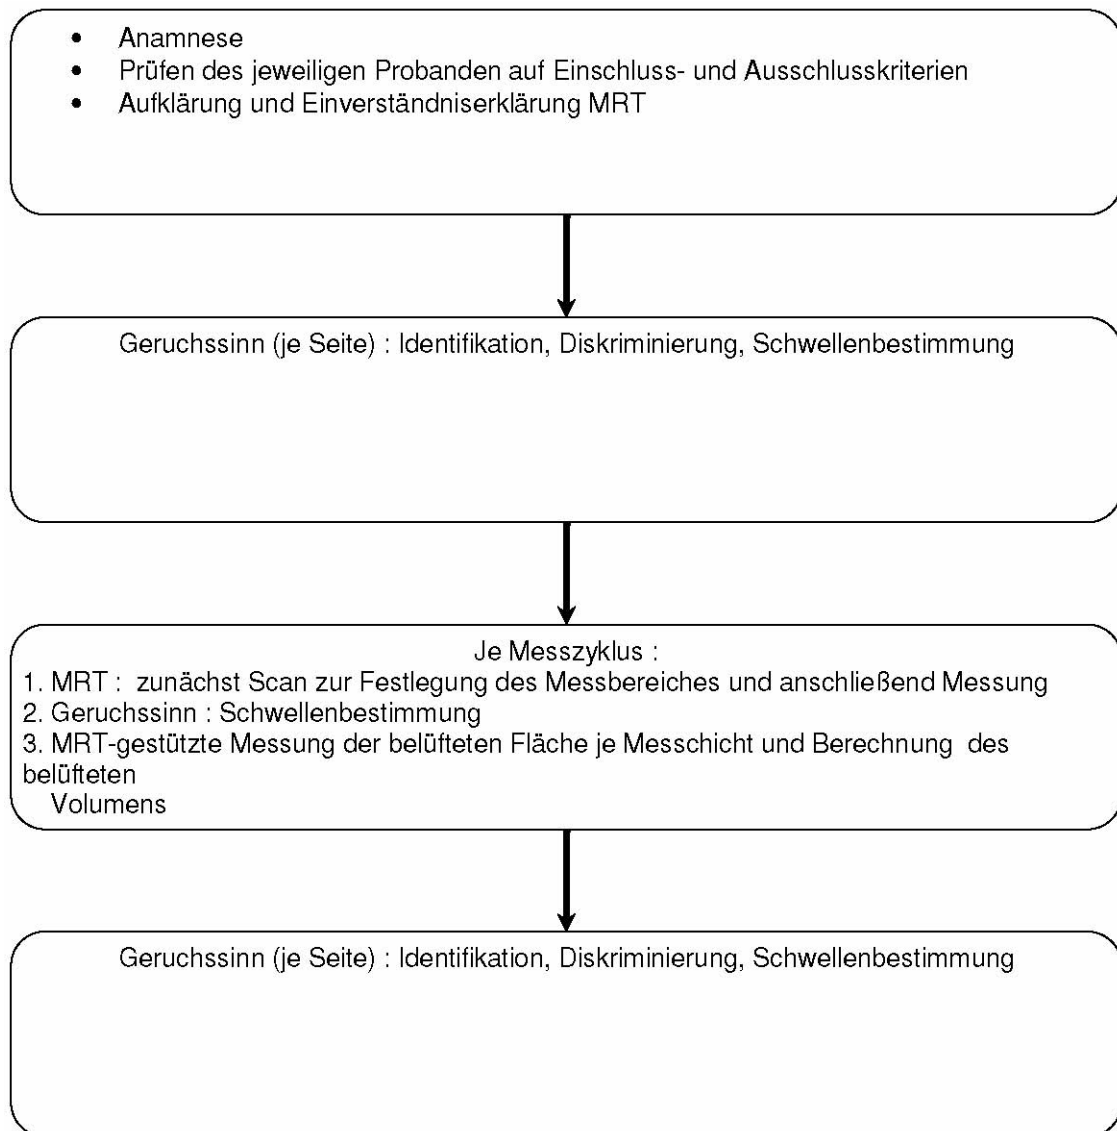 • Anamnese
• Prüfen des jeweiligen Probanden auf Einschluss- und Ausschlusskriterien
• Aufklärung und Einverständniserklärung MRT
Geruchssinn (je Seite) : Identifikation, Diskriminierung, Schwellenbestimmung
Je Messzyklus :
1. MRT : zunächst Scan zur Festlegung des Messbereiches und anschließend Messung
2. Geruchssinn : Schwellenbestimmung
3. MRT-gestützte Messung der belüfteten Fläche je Messchicht und Berechnung des
belüfteten
Volumens
Geruchssinn (je Seite) : Identifikation, Diskriminierung, Schwellenbestimmung